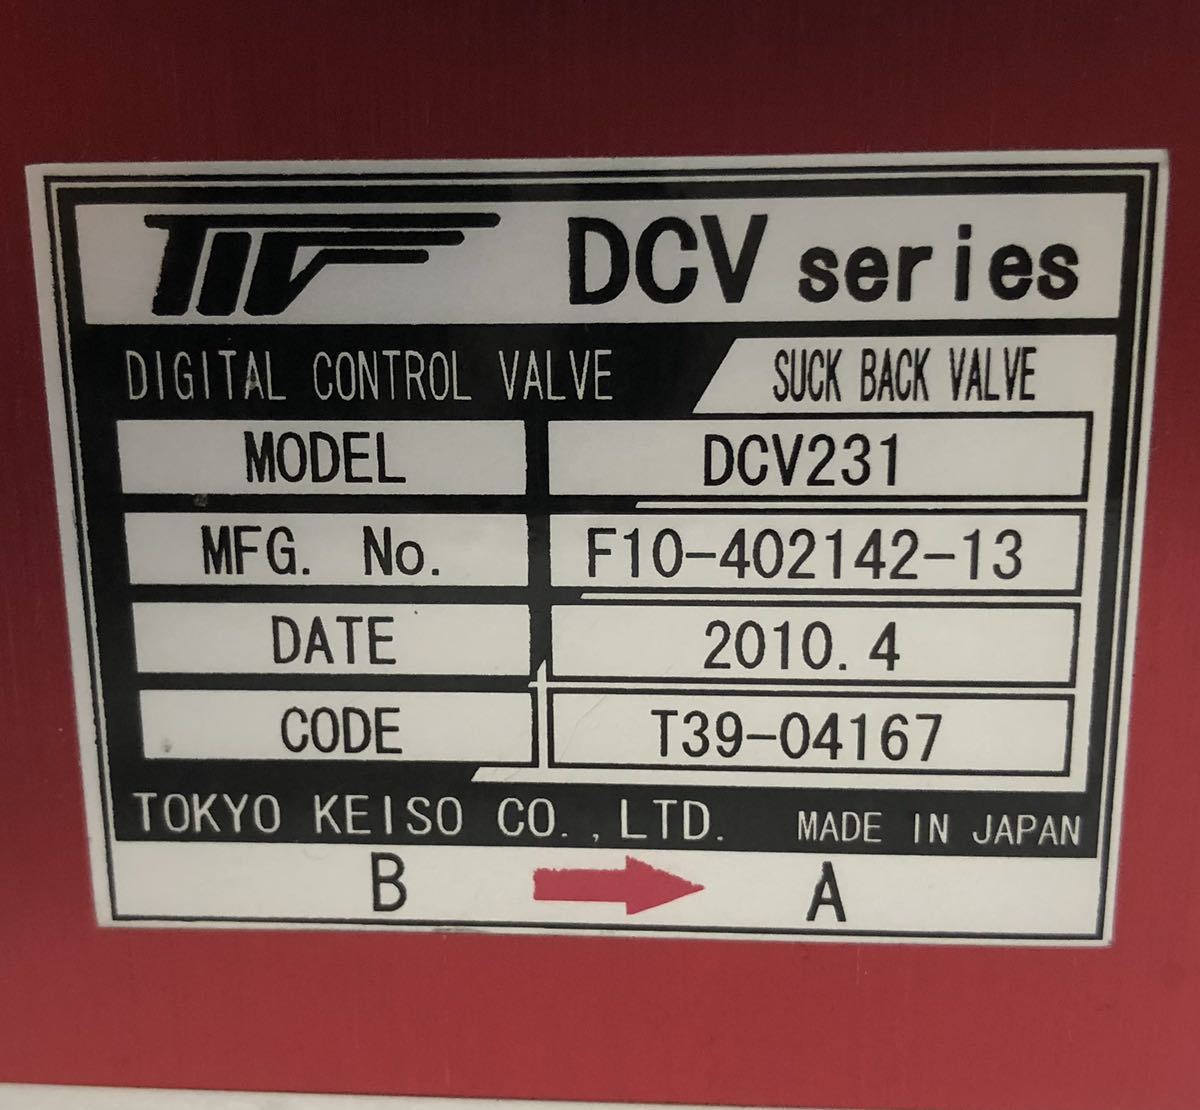 DCV series
DIGITAL CONTROL VALVE SUCK BACK VALVE
MODEL DCV231
MFG. No. F10-402142-13
DATE 2010.4
CODE T39-04167
TOKYO KEISO CO.,LTD. MADE IN JAPAN
B A